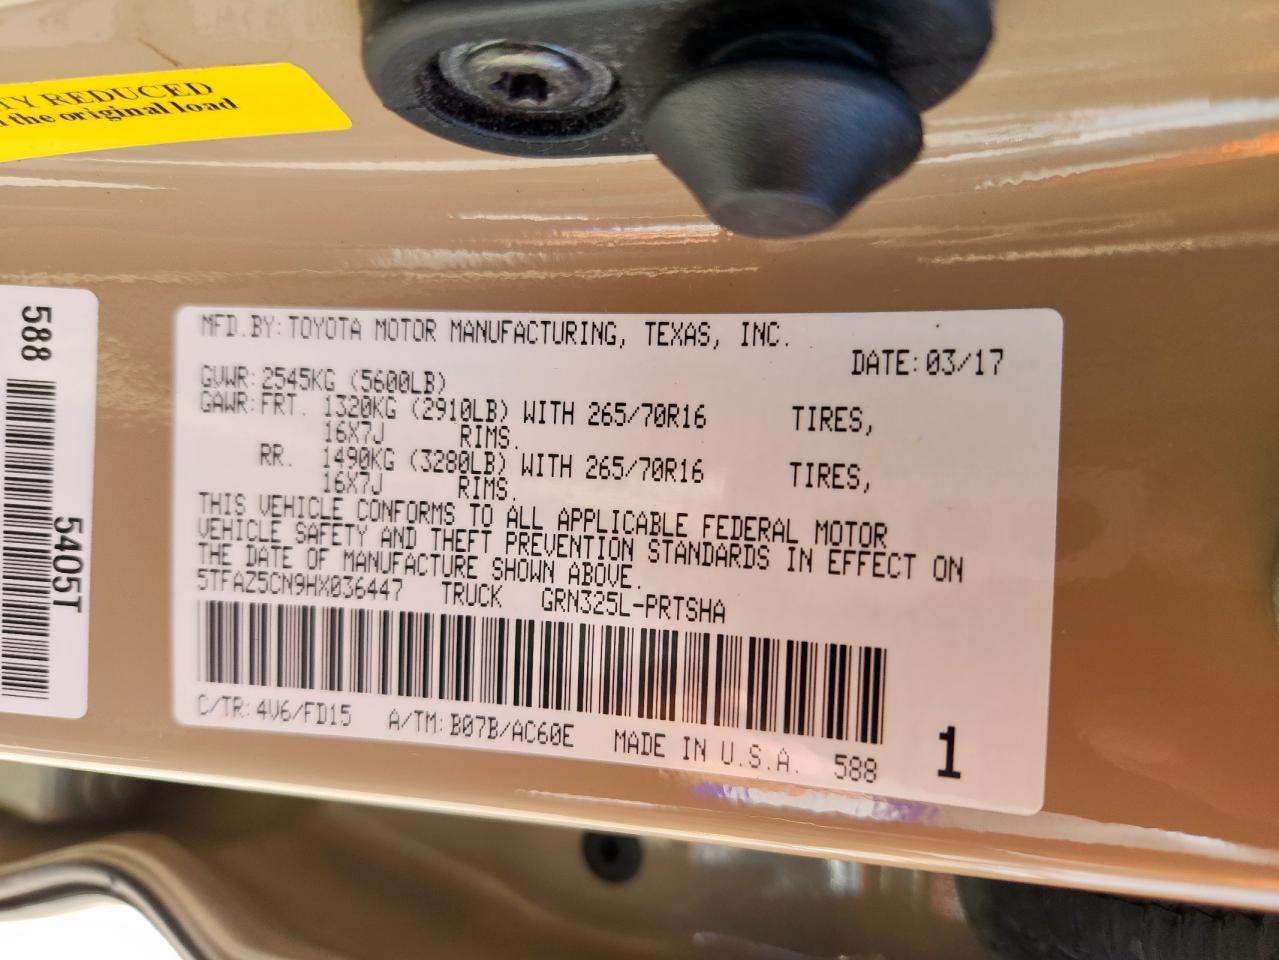 TY REDUCED
the original load
588
5405T
MFD.BY: TOYOTA MOTOR MANUFACTURING, TEXAS, INC.
DATE: 03/17
GVWR: 2545KG (5600LB)
GAWR: FRT. 1320KG (2910LB) WITH 265/70R16 TIRES,
16X7J RIMS.
RR. 1490KG (3280LB) WITH 265/70R16 TIRES,
16X7J RIMS.
THIS VEHICLE CONFORMS TO ALL APPLICABLE FEDERAL MOTOR
VEHICLE SAFETY AND THEFT PREVENTION STANDARDS IN EFFECT ON
THE DATE OF MANUFACTURE SHOWN ABOVE.
5TFAZ5CN9HX036447 TRUCK GRN325L-PRTSHA
C/TR: 4V6/FD15 A/TM: B07B/AC60E MADE IN U.S.A. 588
1